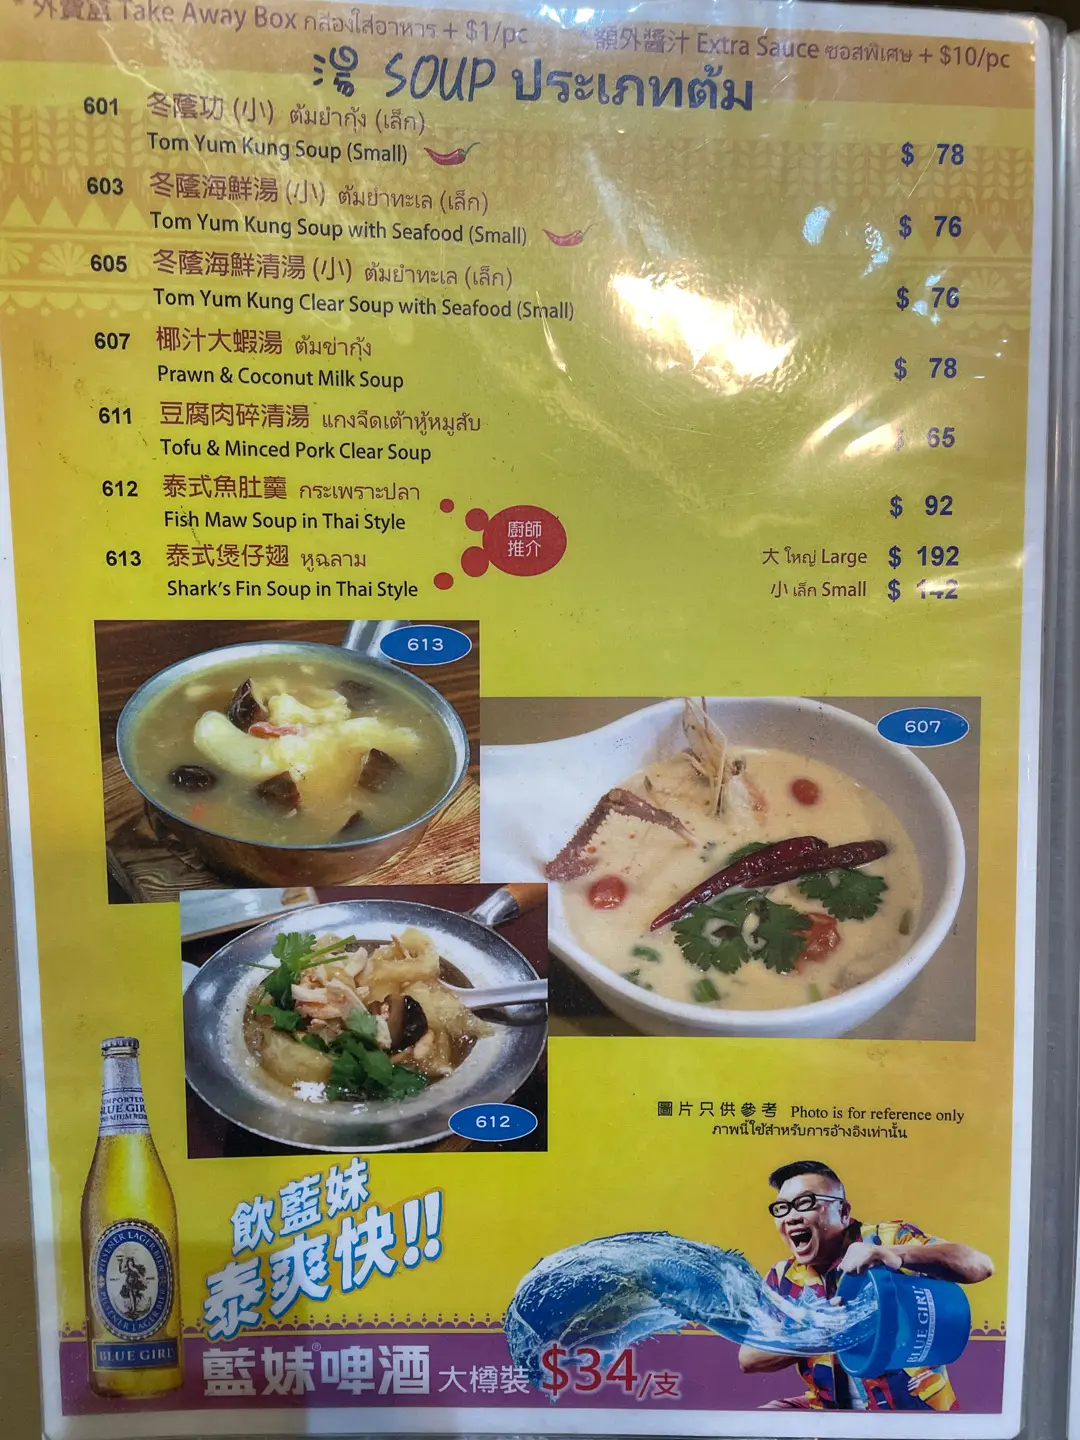 外賣盒 Take Away Box กล่องใส่อาหาร + $1/pc
*額外醬汁 Extra Sauce ซอสพิเศษ + $10/pc
湯 SOUP ประเภทต้ม
601 冬蔭功 (小) ต้มยำกุ้ง (เล็ก)
Tom Yum Kung Soup (Small) $ 78
603 冬蔭海鮮湯 (小) ต้มยำทะเล (เล็ก)
Tom Yum Kung Soup with Seafood (Small) $ 76
605 冬蔭海鮮清湯 (小) ต้มยำทะเล (เล็ก)
Tom Yum Kung Clear Soup with Seafood (Small) $ 76
607 椰汁大蝦湯 ต้มข่ากุ้ง
Prawn & Coconut Milk Soup $ 78
611 豆腐肉碎清湯 แกงจืดเต้าหู้หมูสับ
Tofu & Minced Pork Clear Soup $ 65
612 泰式魚肚羹 กระเพราะปลา
Fish Maw Soup in Thai Style $ 92
廚師
推介
613 泰式煲仔翅 หูฉลาม 大 ใหญ่ Large $ 192
Shark's Fin Soup in Thai Style 小 เล็ก Small $ 142
613
607
612
圖片只供參考 Photo is for reference only
ภาพนี้ใช้สำหรับการอ้างอิงเท่านั้น
IMPORTED
BLUE GIRL
PREMIUM BEER
PILSENER LAGER BEER
PILSENER LAGER BEER
BLUE GIRL
飲藍妹
泰爽快!!
BLUE GIRL
藍妹®啤酒 大樽裝 $34/支